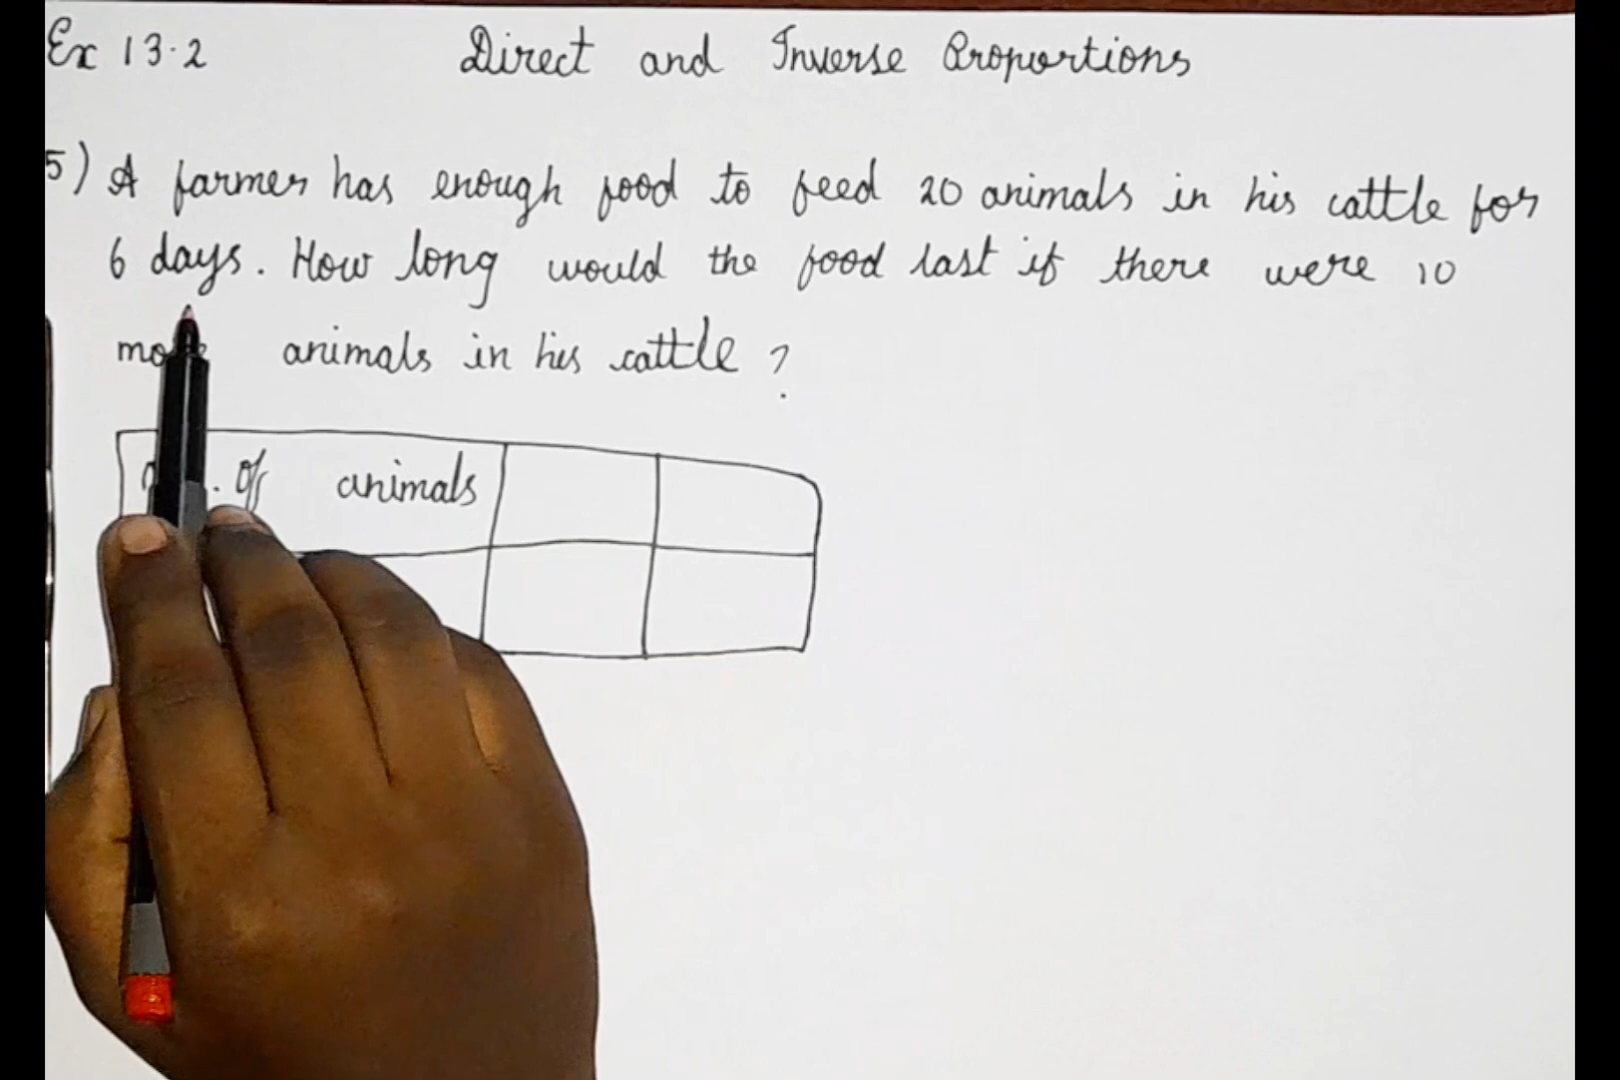 Ex 13.2 Direct and Inverse Proportions
5) A farmer has enough food to feed 20 animals in his cattle for
6 days. How long would the food last if there were 10
animals in his cattle ?
of animals